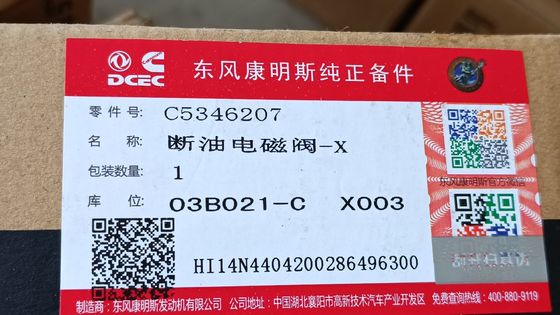 DCEC
东风康明斯纯正备件
零件号: C5346207
名称: 断油电磁阀-X
包装数量: 1
库位: 03B021-C X003
东风康明斯官方微信
HI14N4404200286496300
制造商: 东风康明斯发动机有限公司 公司地址: 中国湖北襄阳市高新技术汽车产业开发区 免费查询热线: 400-880-9119